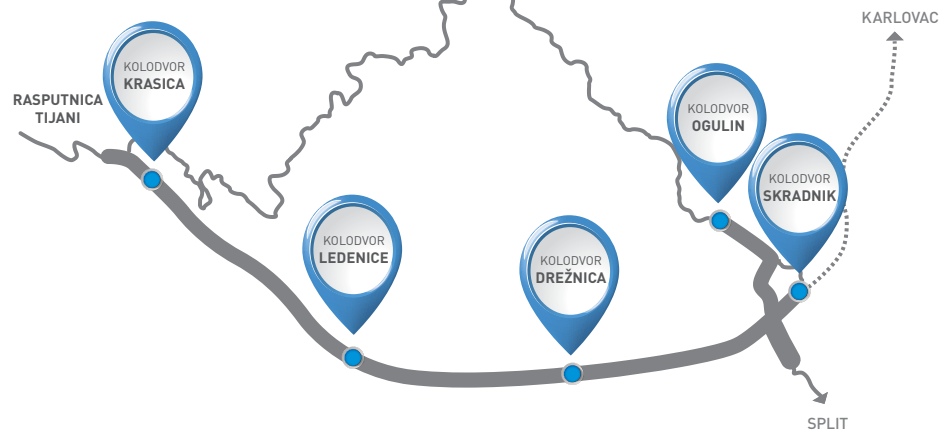 KARLOVAC
KOLODVOR
KRASICA
RASPUTNICA
TIJANI
KOLODVOR
OGULIN
KOLODVOR
SKRADNIK
KOLODVOR
LEDENICE
KOLODVOR
DREŽNICA
SPLIT